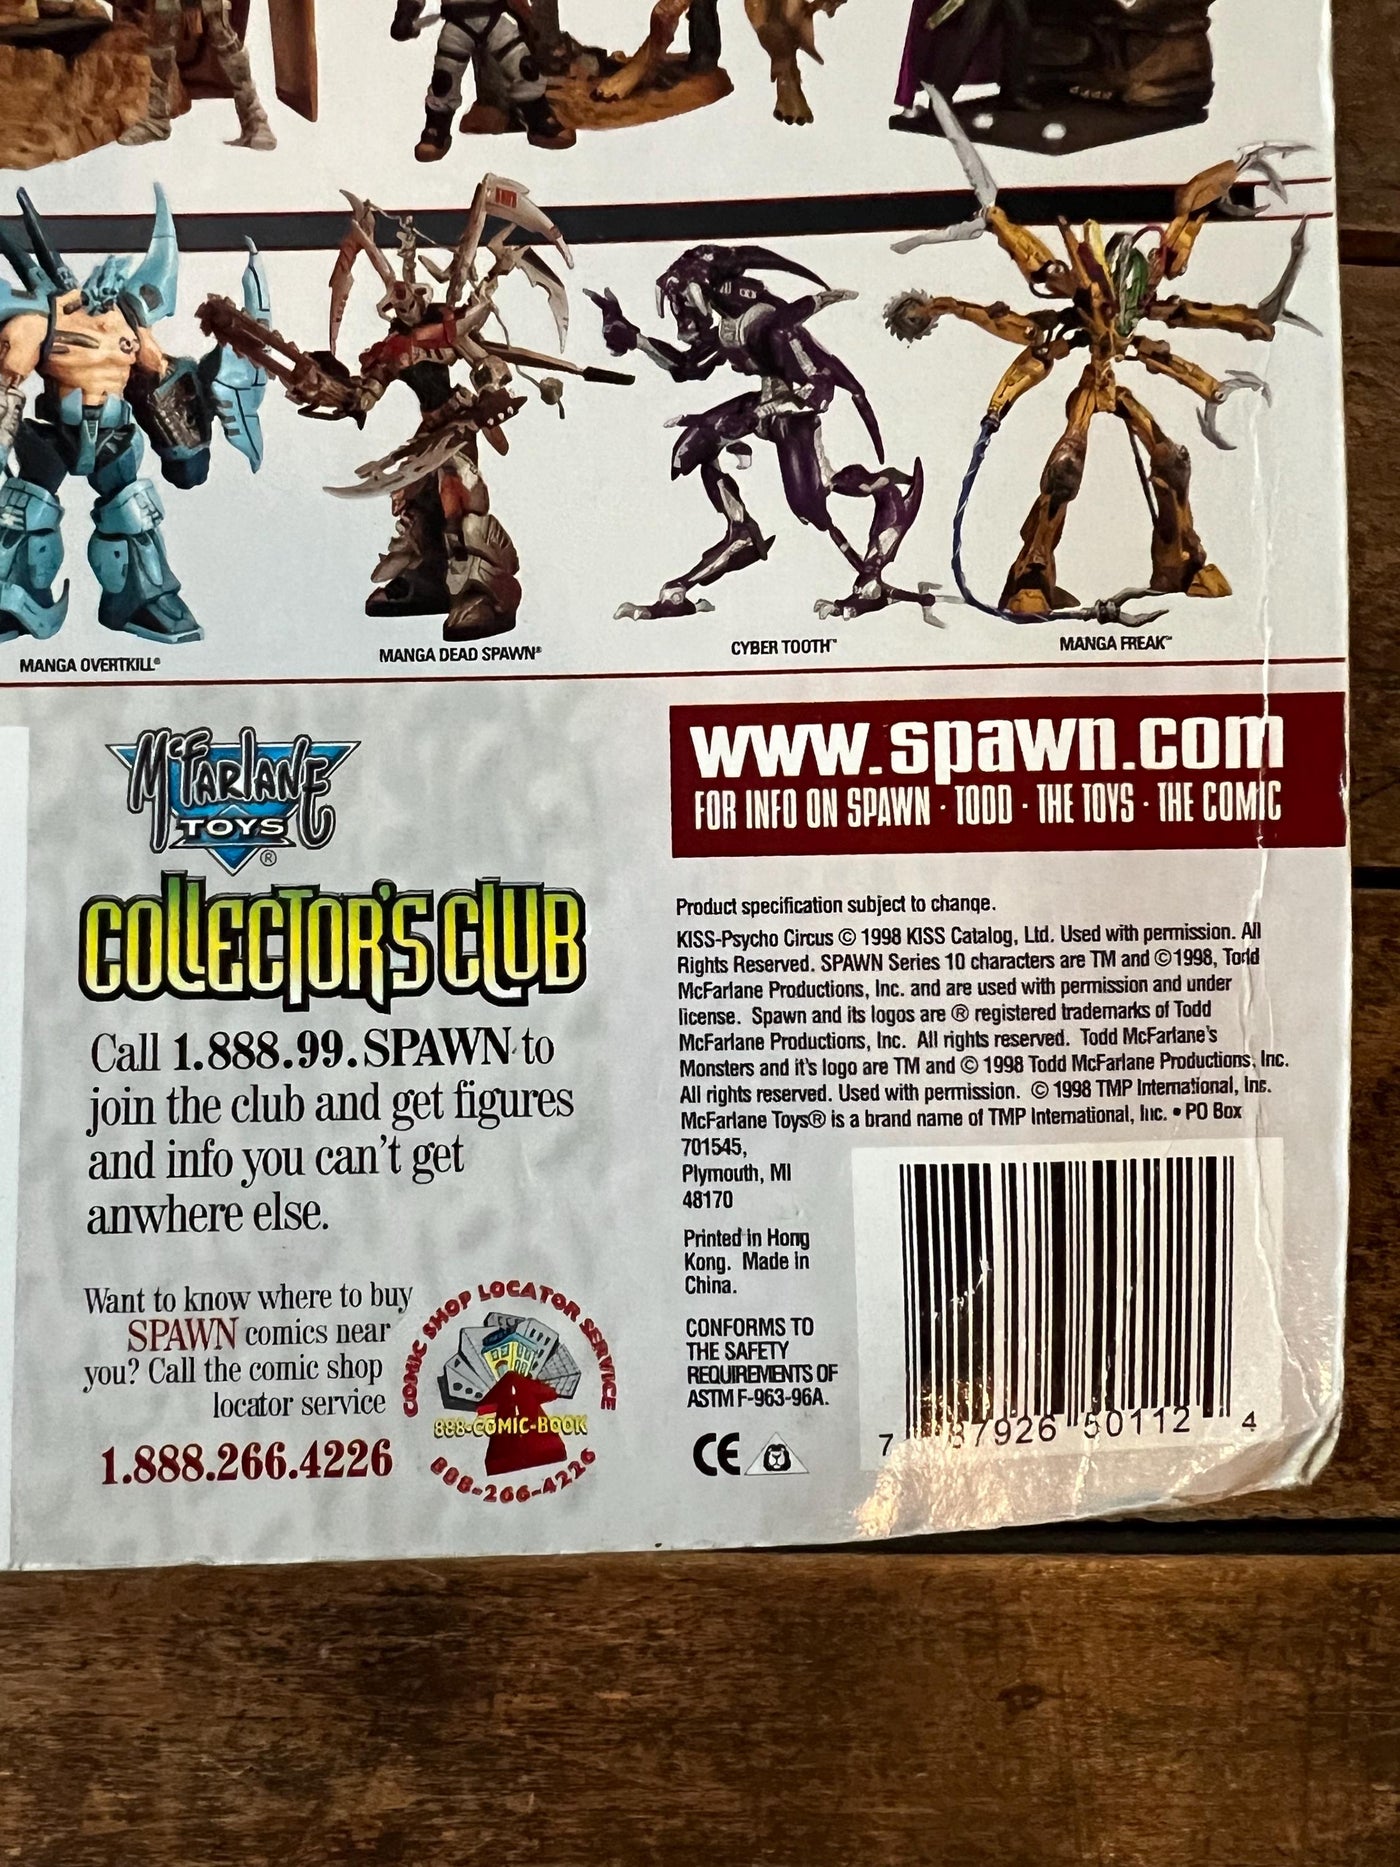 MANGA OVERTKILL®
MANGA DEAD SPAWN®
CYBER TOOTH™
MANGA FREAK™
McFARLANE
TOYS
®
COLLECTOR'S CLUB
Call 1.888.99.SPAWN to
join the club and get figures
and info you can't get
anwhere else.
Want to know where to buy
SPAWN comics near
you? Call the comic shop
locator service
1.888.266.4226
COMIC SHOP LOCATOR SERVICE
888-COMIC-BOOK
888-266-4226
www.spawn.com
FOR INFO ON SPAWN · TODD · THE TOYS · THE COMIC
Product specification subject to change.
KISS-Psycho Circus © 1998 KISS Catalog, Ltd. Used with permission. All
Rights Reserved. SPAWN Series 10 characters are TM and ©1998, Todd
McFarlane Productions, Inc. and are used with permission and under
license. Spawn and its logos are ® registered trademarks of Todd
McFarlane Productions, Inc. All rights reserved. Todd McFarlane's
Monsters and it's logo are TM and © 1998 Todd McFarlane Productions, Inc.
All rights reserved. Used with permission. © 1998 TMP International, Inc.
McFarlane Toys® is a brand name of TMP International, Inc. • PO Box
701545,
Plymouth, MI
48170
Printed in Hong
Kong. Made in
China.
CONFORMS TO
THE SAFETY
REQUIREMENTS OF
ASTM F-963-96A.
CE
7 87926 50112 4